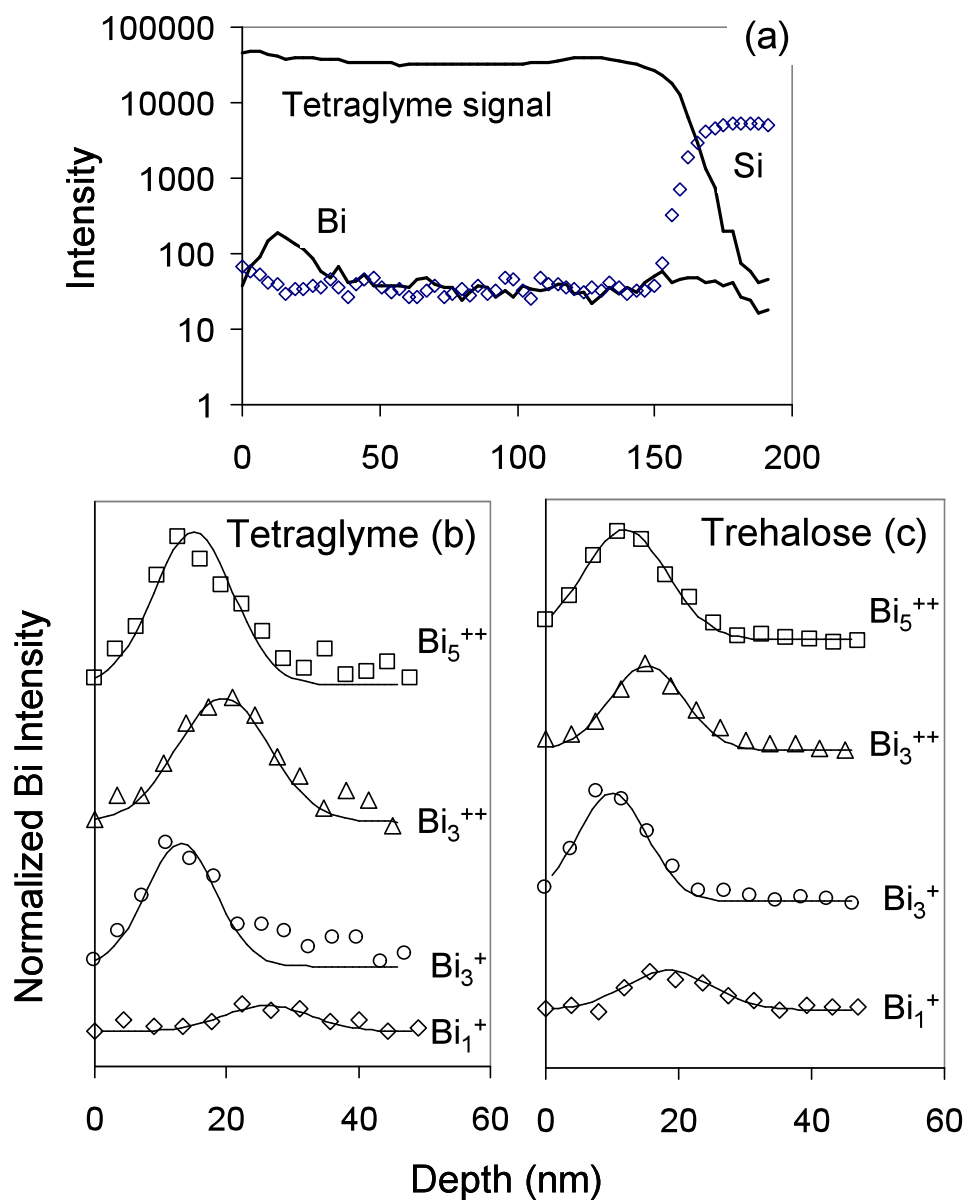 100000
(a)
10000
Tetraglyme signal
1000
Si
Bi
100
10
1
Intensity
0 50 100 150 200
Tetraglyme (b)
Trehalose (c)
Bi₅⁺⁺
Bi₅⁺⁺
Bi₃⁺⁺
Bi₃⁺⁺
Bi₃⁺
Bi₃⁺
Bi₁⁺
Bi₁⁺
Normalized Bi Intensity
0 20 40 60
0 20 40 60
Depth (nm)